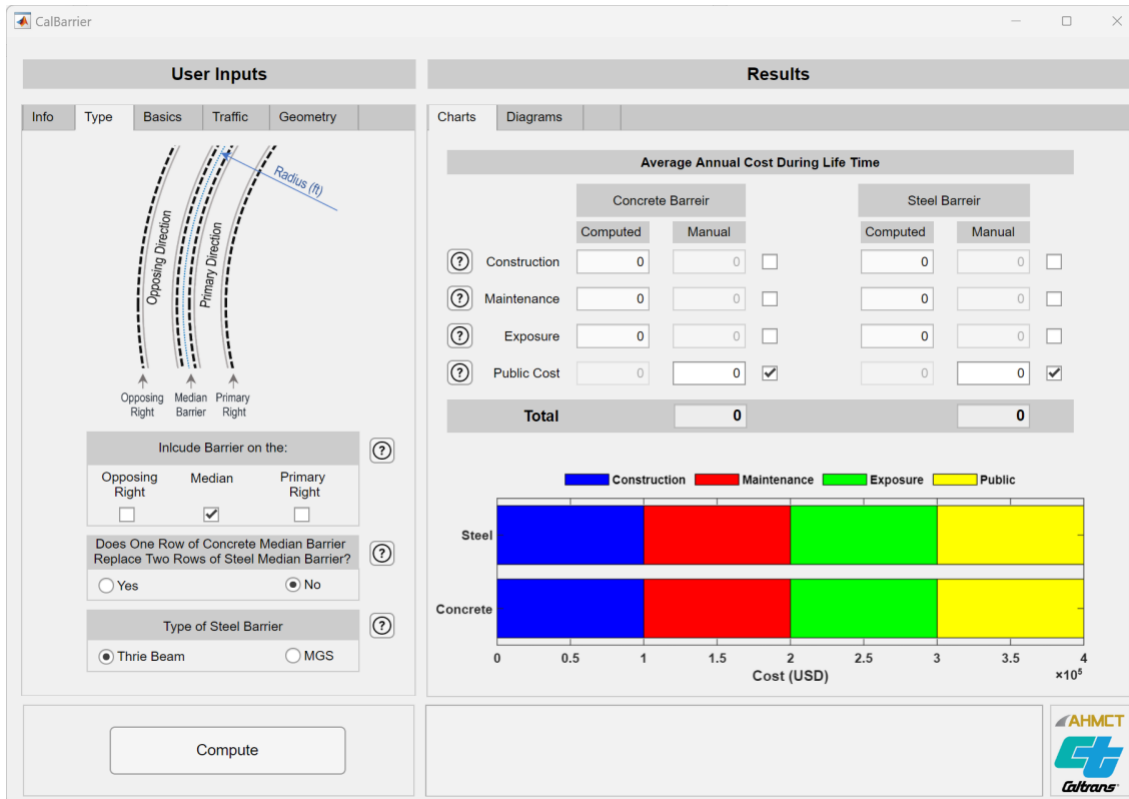 CalBarrier
User Inputs
Info Type Basics Traffic Geometry
Radius (ft)
Opposing Direction
Primary Direction
Opposing Median Primary
Right Barrier Right
Inlcude Barrier on the:
Opposing Median Primary
Right Right
Does One Row of Concrete Median Barrier
Replace Two Rows of Steel Median Barrier?
Yes No
Type of Steel Barrier
Thrie Beam MGS
Compute
Results
Charts Diagrams
Average Annual Cost During Life Time
Concrete Barreir Steel Barreir
Computed Manual Computed Manual
? Construction 0 0 0 0
? Maintenance 0 0 0 0
? Exposure 0 0 0 0
? Public Cost 0 0 0 0
Total 0 0
Construction Maintenance Exposure Public
Steel
Concrete
0 0.5 1 1.5 2 2.5 3 3.5 4
Cost (USD) ×10⁵
?
?
?
AHMCT
Ct
Caltrans